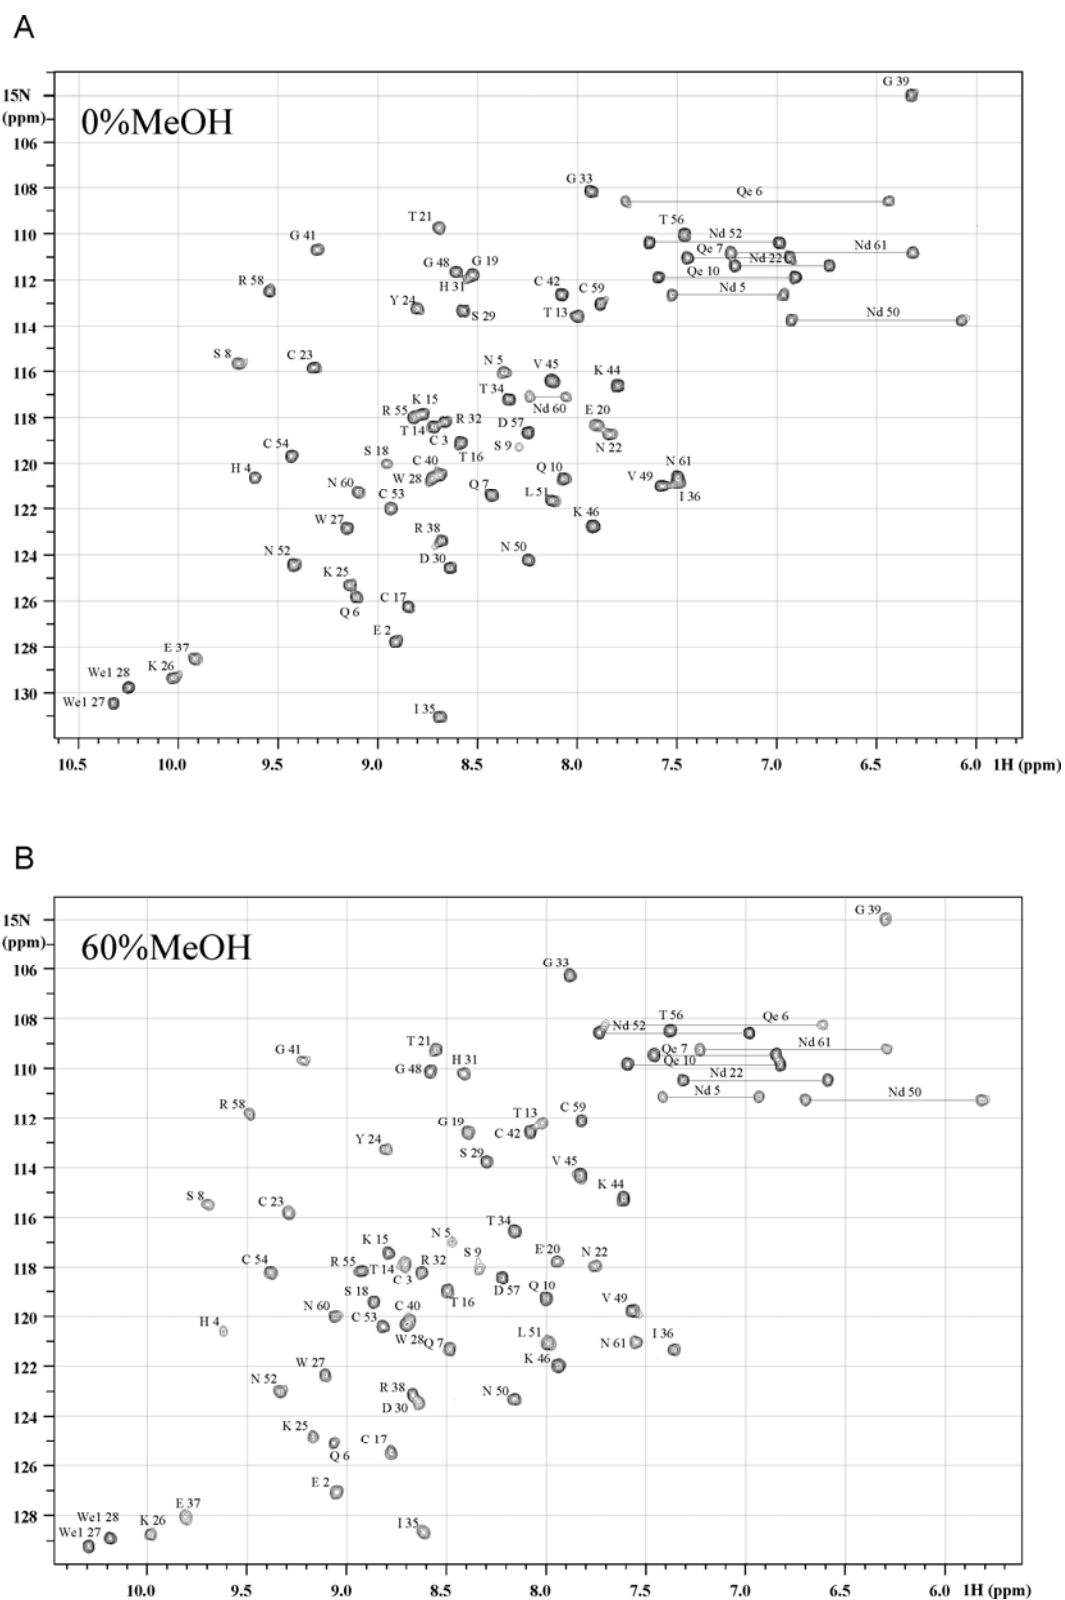 A
15N
(ppm)
0%MeOH
G 39
106
G 33
108
Qe 6
T 21
T 56
Nd 52
110
G 41
Qe 7
Nd 61
G 48
G 19
Nd 22
H 31
Qe 10
112
R 58
C 42
C 59
Nd 5
Y 24
S 29
T 13
Nd 50
114
S 8
C 23
N 5
V 45
K 44
116
T 34
Nd 60
K 15
R 55
R 32
E 20
118
T 14
D 57
C 3
S 9
N 22
T 16
C 54
S 18
C 40
N 61
120
H 4
W 28
Q 10
V 49
N 60
Q 7
I 36
C 53
L 51
122
W 27
K 46
R 38
N 52
D 30
N 50
124
K 25
Q 6
C 17
126
E 2
128
E 37
K 26
We1 28
We1 27
130
I 35
10.5 10.0 9.5 9.0 8.5 8.0 7.5 7.0 6.5 6.0 1H (ppm)
B
15N
(ppm)
60%MeOH
G 39
G 33
106
108
Nd 52
T 56
Qe 6
T 21
Nd 61
G 41
Qe 7
110
G 48
H 31
Qe 10
Nd 22
Nd 5
Nd 50
R 58
T 13
C 59
112
G 19
C 42
Y 24
S 29
V 45
114
K 44
S 8
C 23
116
T 34
K 15
N 5
S 9
E 20
N 22
118
C 54
R 55
T 14
R 32
C 3
D 57
S 18
T 16
Q 10
N 60
C 40
V 49
120
H 4
C 53
W 28
Q 7
L 51
N 61
I 36
K 46
122
W 27
N 52
R 38
D 30
N 50
124
K 25
Q 6
C 17
126
E 2
E 37
128
We1 28
We1 27
K 26
I 35
10.0 9.5 9.0 8.5 8.0 7.5 7.0 6.5 6.0 1H (ppm)